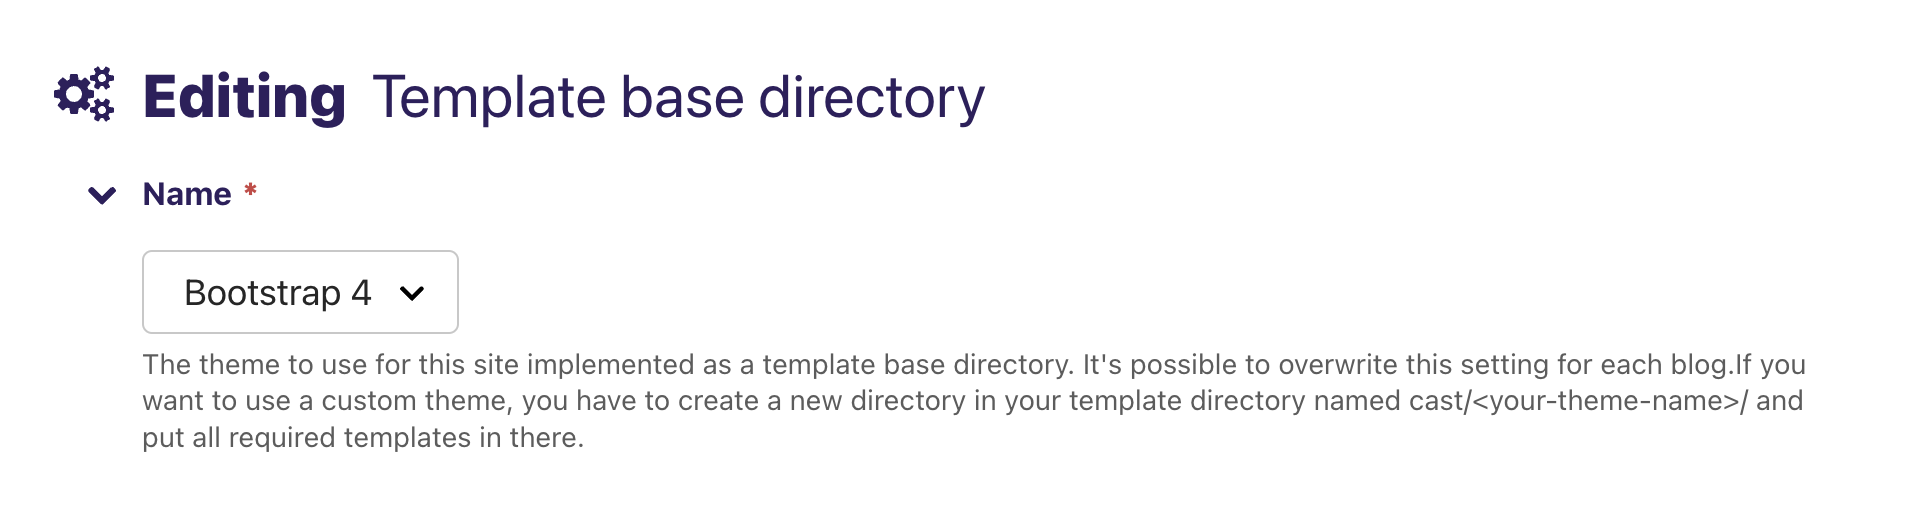 Editing Template base directory
Name *
Bootstrap 4
The theme to use for this site implemented as a template base directory. It's possible to overwrite this setting for each blog.If you
want to use a custom theme, you have to create a new directory in your template directory named cast/<your-theme-name>/ and
put all required templates in there.